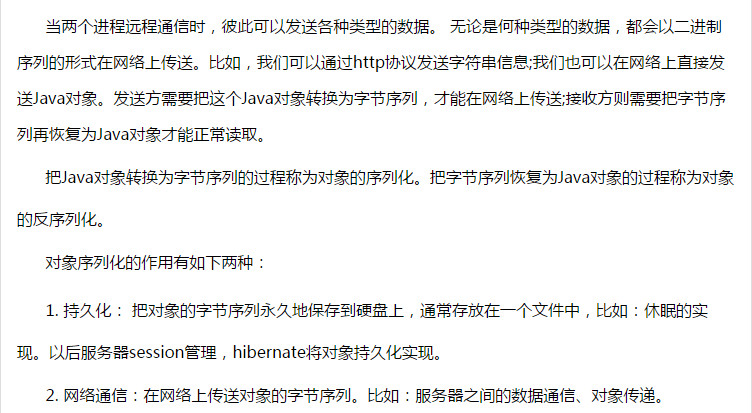 当两个进程远程通信时，彼此可以发送各种类型的数据。 无论是何种类型的数据，都会以二进制
序列的形式在网络上传送。比如，我们可以通过http协议发送字符串信息;我们也可以在网络上直接发
送Java对象。发送方需要把这个Java对象转换为字节序列，才能在网络上传送;接收方则需要把字节序
列再恢复为Java对象才能正常读取。
把Java对象转换为字节序列的过程称为对象的序列化。把字节序列恢复为Java对象的过程称为对象
的反序列化。
对象序列化的作用有如下两种：
1. 持久化： 把对象的字节序列永久地保存到硬盘上，通常存放在一个文件中，比如：休眠的实
现。以后服务器session管理，hibernate将对象持久化实现。
2. 网络通信：在网络上传送对象的字节序列。比如：服务器之间的数据通信、对象传递。